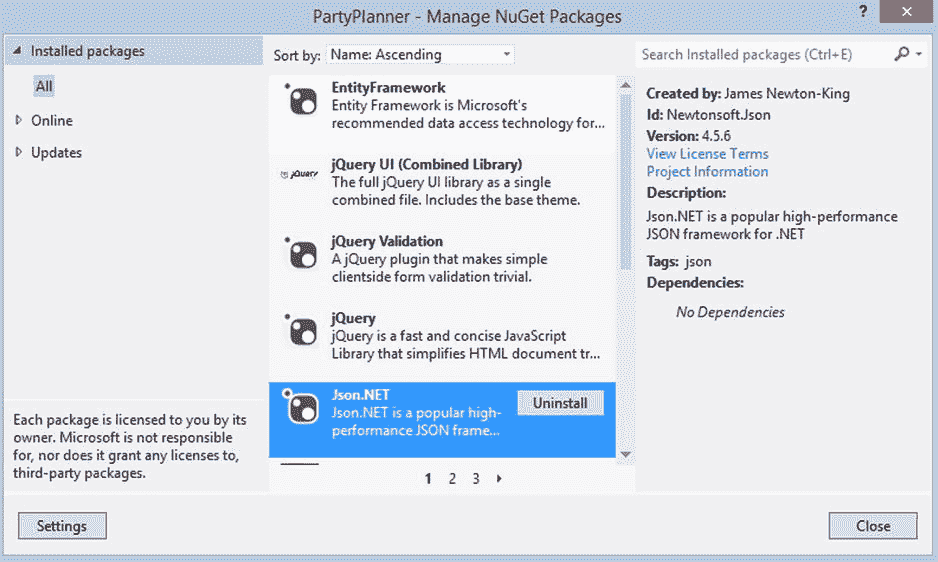 PartyPlanner - Manage NuGet Packages
?
Installed packages
All
Online
Updates
Each package is licensed to you by its
owner. Microsoft is not responsible
for, nor does it grant any licenses to,
third-party packages.
Settings
Sort by: Name: Ascending
EntityFramework
Entity Framework is Microsoft's
recommended data access technology for...
jQuery
jQuery UI (Combined Library)
The full jQuery UI library as a single
combined file. Includes the base theme.
jQuery Validation
A jQuery plugin that makes simple
clientside form validation trivial.
jQuery
jQuery is a fast and concise JavaScript
Library that simplifies HTML document tr...
Json.NET
Json.NET is a popular high-
performance JSON frame...
Uninstall
1 2 3
Search Installed packages (Ctrl+E)
Created by: James Newton-King
Id: Newtonsoft.Json
Version: 4.5.6
View License Terms
Project Information
Description:
Json.NET is a popular high-performance
JSON framework for .NET
Tags: json
Dependencies:
No Dependencies
Close